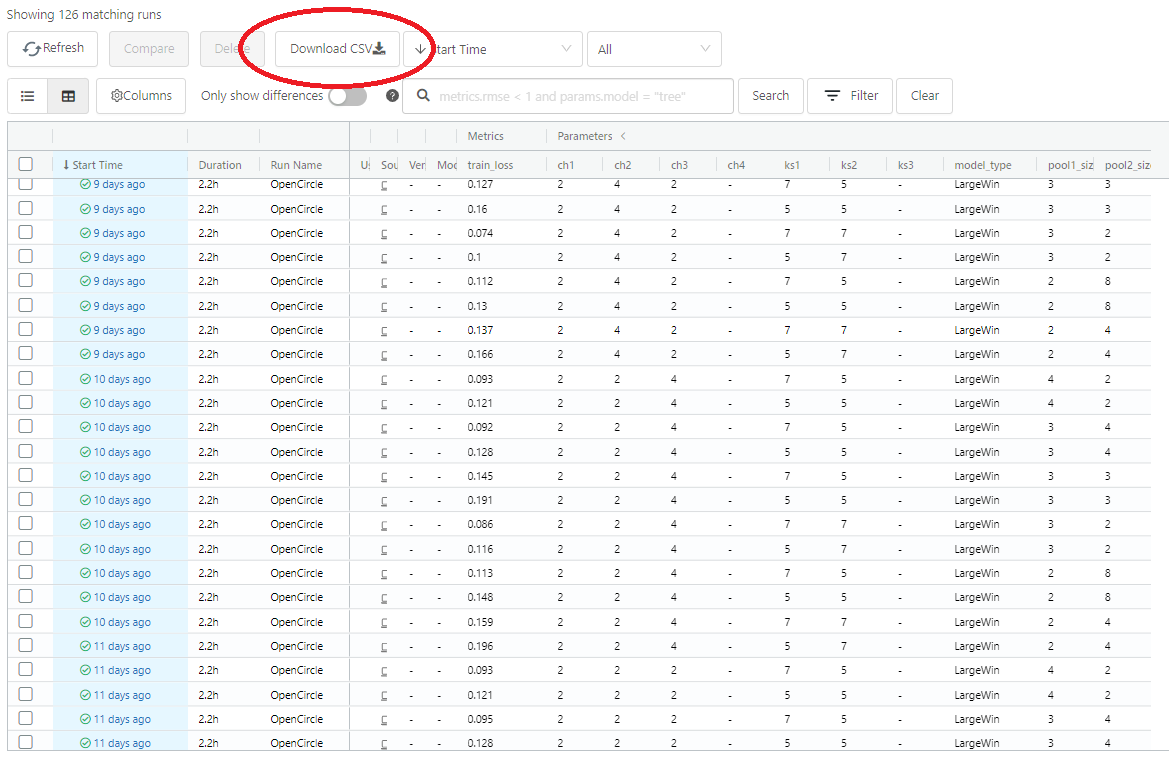 Showing 126 matching runs
Refresh Compare Delete Download CSV Start Time All
Columns Only show differences ? metrics.rmse < 1 and params.model = "tree" Search Filter Clear
Metrics Parameters <
↓ Start Time Duration Run Name Sou Ver Mod train_loss ch1 ch2 ch3 ch4 ks1 ks2 ks3 model_type pool1_siz pool2_siz
9 days ago 2.2h OpenCircle - - 0.127 2 4 2 - 7 5 - LargeWin 3 3
9 days ago 2.2h OpenCircle - - 0.16 2 4 2 - 5 5 - LargeWin 3 3
9 days ago 2.2h OpenCircle - - 0.074 2 4 2 - 7 7 - LargeWin 3 2
9 days ago 2.2h OpenCircle - - 0.1 2 4 2 - 5 7 - LargeWin 3 2
9 days ago 2.2h OpenCircle - - 0.112 2 4 2 - 7 5 - LargeWin 2 8
9 days ago 2.2h OpenCircle - - 0.13 2 4 2 - 5 5 - LargeWin 2 8
9 days ago 2.2h OpenCircle - - 0.137 2 4 2 - 7 7 - LargeWin 2 4
9 days ago 2.2h OpenCircle - - 0.166 2 4 2 - 5 7 - LargeWin 2 4
10 days ago 2.2h OpenCircle - - 0.093 2 2 4 - 7 5 - LargeWin 4 2
10 days ago 2.2h OpenCircle - - 0.121 2 2 4 - 5 5 - LargeWin 4 2
10 days ago 2.2h OpenCircle - - 0.092 2 2 4 - 7 5 - LargeWin 3 4
10 days ago 2.2h OpenCircle - - 0.128 2 2 4 - 5 5 - LargeWin 3 4
10 days ago 2.2h OpenCircle - - 0.145 2 2 4 - 7 5 - LargeWin 3 3
10 days ago 2.2h OpenCircle - - 0.191 2 2 4 - 5 5 - LargeWin 3 3
10 days ago 2.2h OpenCircle - - 0.086 2 2 4 - 7 7 - LargeWin 3 2
10 days ago 2.2h OpenCircle - - 0.116 2 2 4 - 5 7 - LargeWin 3 2
10 days ago 2.2h OpenCircle - - 0.113 2 2 4 - 7 5 - LargeWin 2 8
10 days ago 2.2h OpenCircle - - 0.148 2 2 4 - 5 5 - LargeWin 2 8
10 days ago 2.2h OpenCircle - - 0.159 2 2 4 - 7 7 - LargeWin 2 4
11 days ago 2.2h OpenCircle - - 0.196 2 2 4 - 5 7 - LargeWin 2 4
11 days ago 2.2h OpenCircle - - 0.093 2 2 2 - 7 5 - LargeWin 4 2
11 days ago 2.2h OpenCircle - - 0.121 2 2 2 - 5 5 - LargeWin 4 2
11 days ago 2.2h OpenCircle - - 0.095 2 2 2 - 7 5 - LargeWin 3 4
11 days ago 2.2h OpenCircle - - 0.128 2 2 2 - 5 5 - LargeWin 3 4